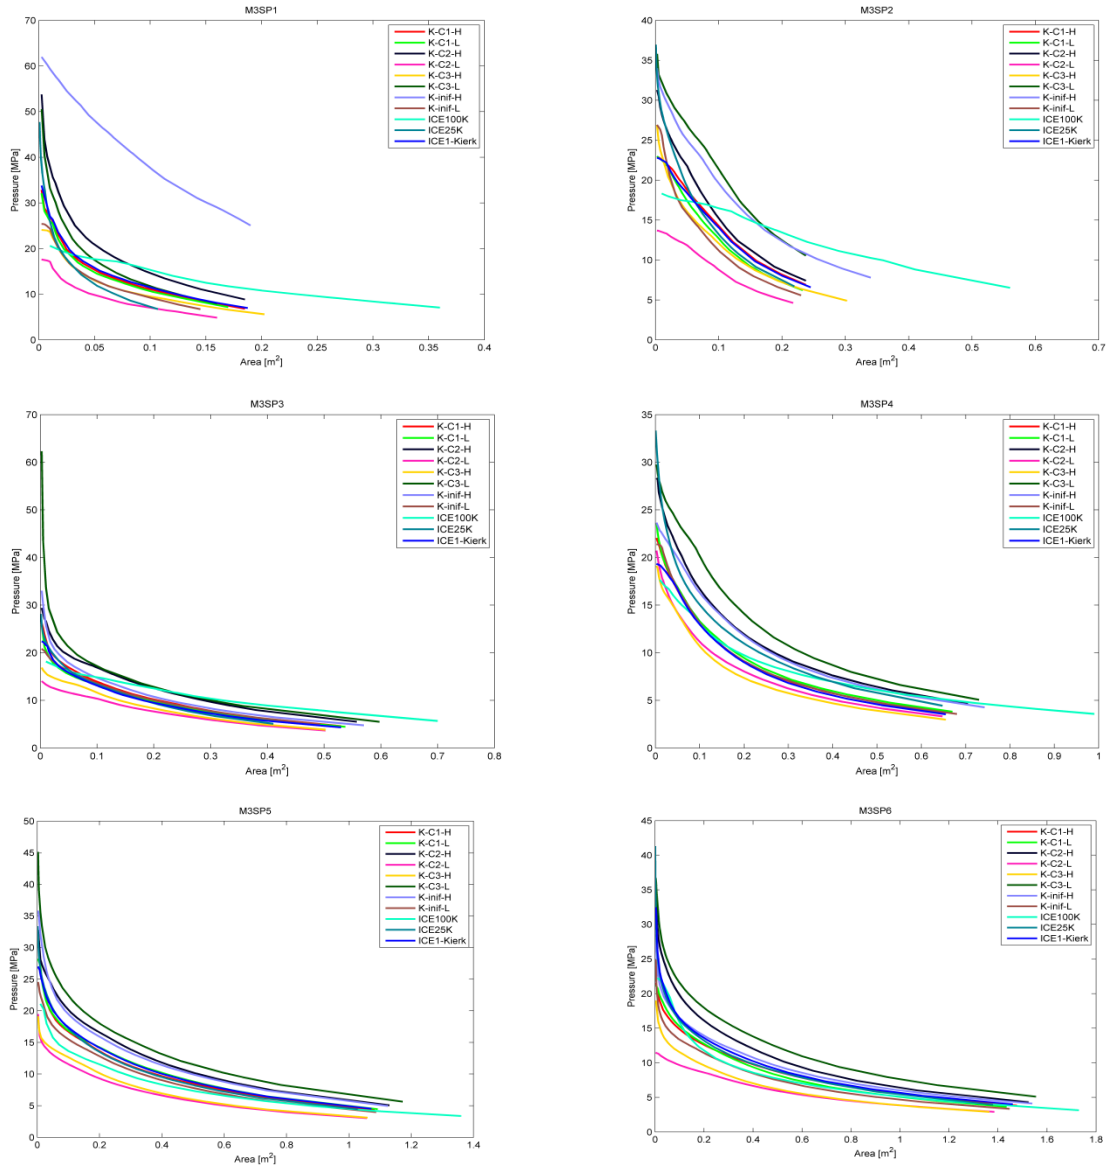 M3SP1
70
60
50
40
30
20
10
0
Pressure [MPa]
K-C1-H
K-C1-L
K-C2-H
K-C2-L
K-C3-H
K-C3-L
K-inif-H
K-inif-L
ICE100K
ICE25K
ICE1-Kierk
0 0.05 0.1 0.15 0.2 0.25 0.3 0.35 0.4
Area [m²]
M3SP2
40
35
30
25
20
15
10
5
0
Pressure [MPa]
K-C1-H
K-C1-L
K-C2-H
K-C2-L
K-C3-H
K-C3-L
K-inif-H
K-inif-L
ICE100K
ICE25K
ICE1-Kierk
0 0.1 0.2 0.3 0.4 0.5 0.6 0.7
Area [m²]
M3SP3
70
60
50
40
30
20
10
0
Pressure [MPa]
K-C1-H
K-C1-L
K-C2-H
K-C2-L
K-C3-H
K-C3-L
K-inif-H
K-inif-L
ICE100K
ICE25K
ICE1-Kierk
0 0.1 0.2 0.3 0.4 0.5 0.6 0.7 0.8
Area [m²]
M3SP4
35
30
25
20
15
10
5
0
Pressure [MPa]
K-C1-H
K-C1-L
K-C2-H
K-C2-L
K-C3-H
K-C3-L
K-inif-H
K-inif-L
ICE100K
ICE25K
ICE1-Kierk
0 0.1 0.2 0.3 0.4 0.5 0.6 0.7 0.8 0.9 1
Area [m²]
M3SP5
50
45
40
35
30
25
20
15
10
5
0
Pressure [MPa]
K-C1-H
K-C1-L
K-C2-H
K-C2-L
K-C3-H
K-C3-L
K-inif-H
K-inif-L
ICE100K
ICE25K
ICE1-Kierk
0 0.2 0.4 0.6 0.8 1 1.2 1.4
Area [m²]
M3SP6
45
40
35
30
25
20
15
10
5
0
Pressure [MPa]
K-C1-H
K-C1-L
K-C2-H
K-C2-L
K-C3-H
K-C3-L
K-inif-H
K-inif-L
ICE100K
ICE25K
ICE1-Kierk
0 0.2 0.4 0.6 0.8 1 1.2 1.4 1.6 1.8
Area [m²]